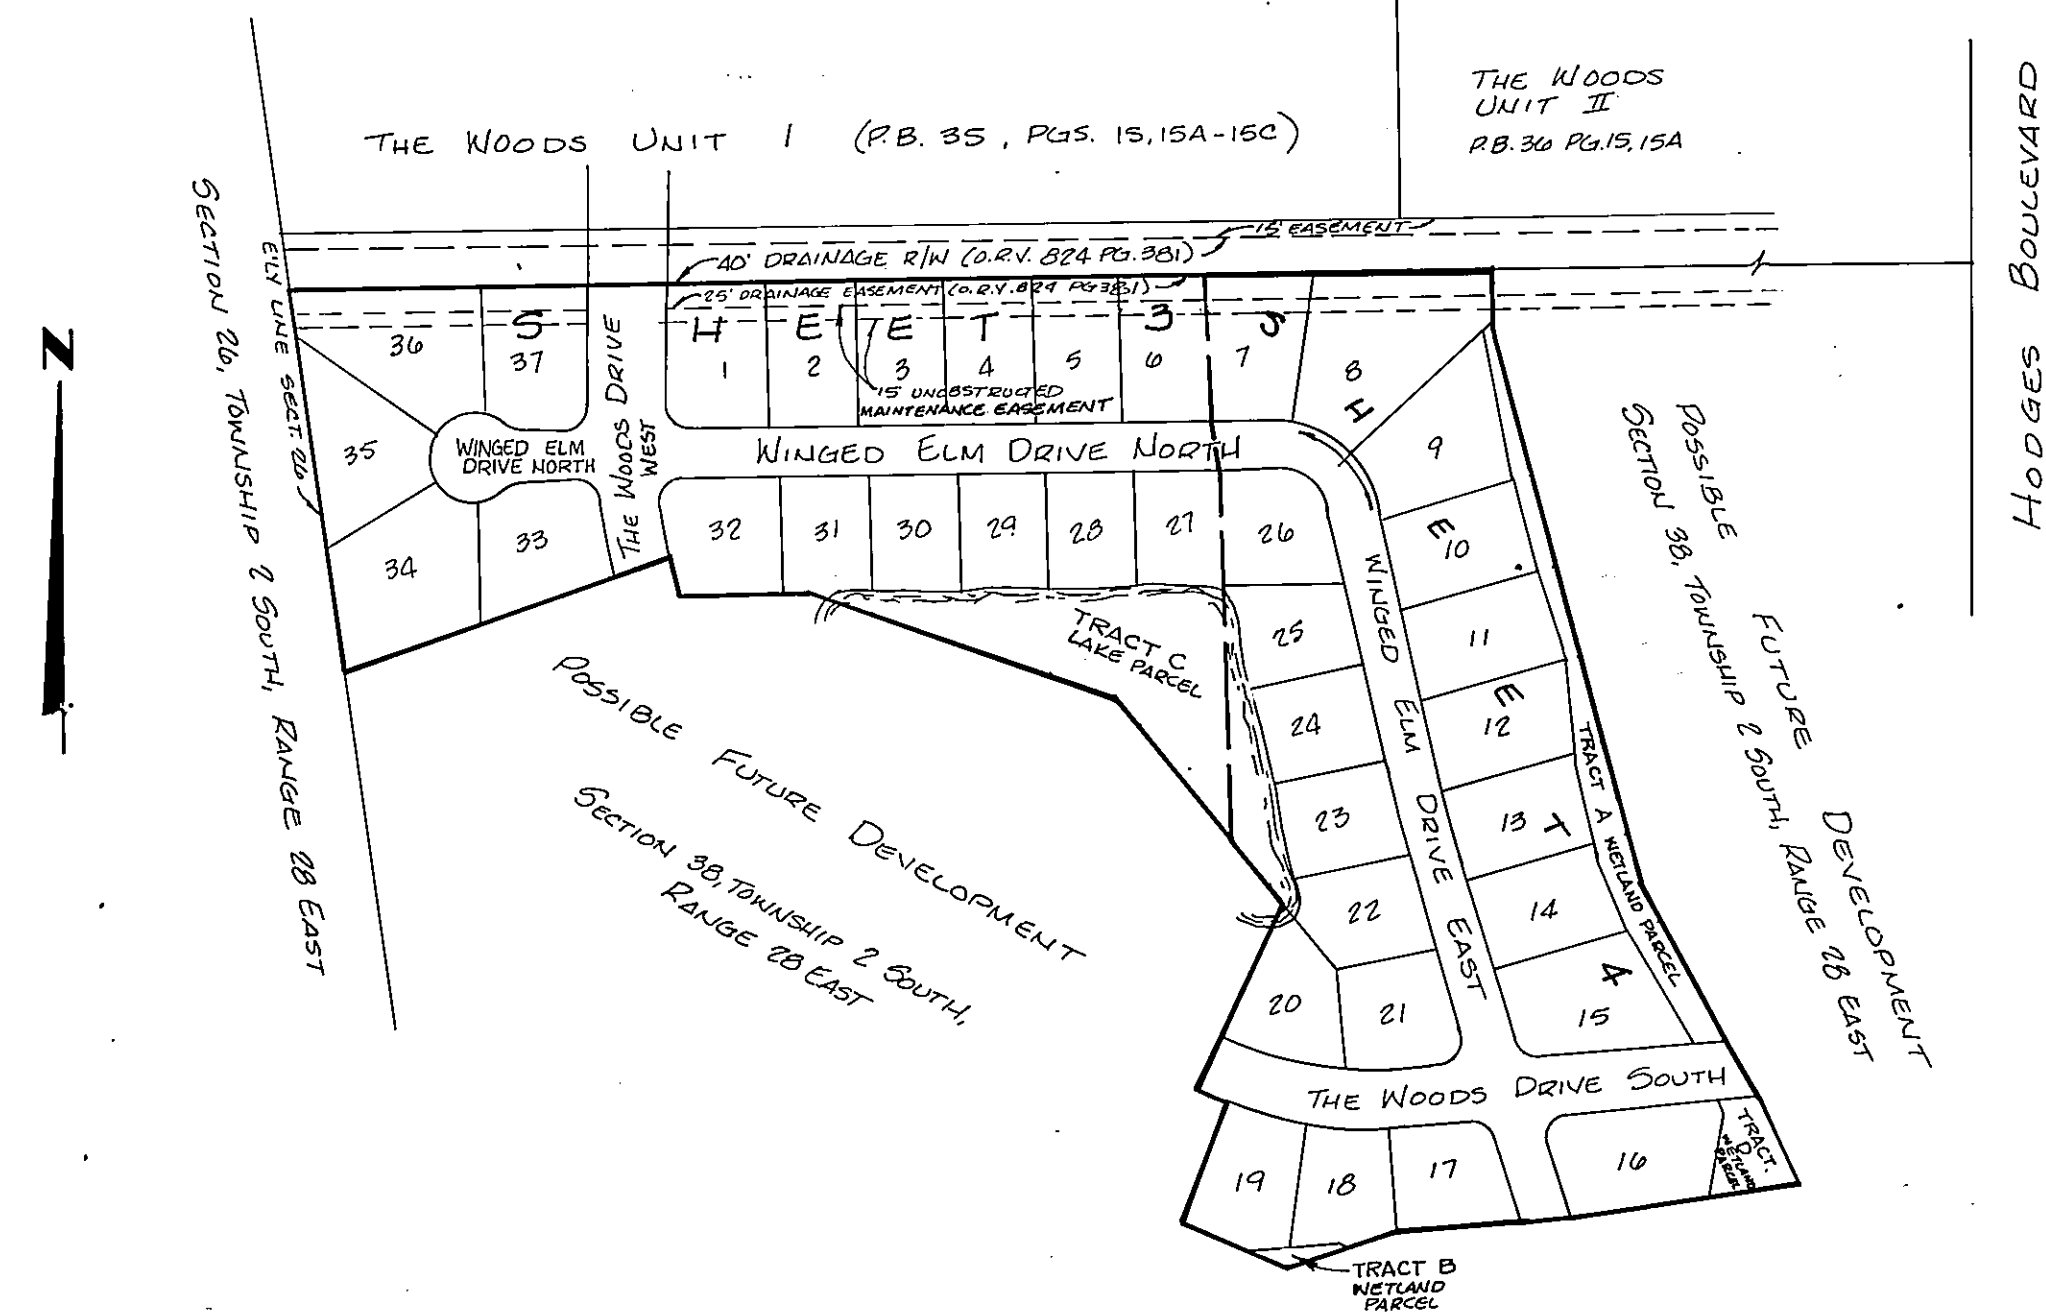 THE WOODS
UNIT II
P.B. 36 PG. 15, 15A
THE WOODS UNIT 1 (P.B. 35, PGS. 15, 15A-15C)
HODGES BOULEVARD
15' EASEMENT
40' DRAINAGE R/W (O.R.V. 824 PG. 381)
25' DRAINAGE EASEMENT (O.R.V. 824 PG 381)
E'LY LINE SECT. 26
SECTION 26, TOWNSHIP 2 SOUTH, RANGE 28 EAST
N
SHEET 3
SHEET 4
36
37
1
2
3
4
5
6
7
8
15' UNOBSTRUCTED
MAINTENANCE EASEMENT
THE WOODS DRIVE
WEST
35
WINGED ELM
DRIVE NORTH
WINGED ELM DRIVE NORTH
9
34
33
THE WOODS DRIVE
32
31
30
29
28
27
26
10
WINGED ELM DRIVE EAST
25
11
TRACT C
LAKE PARCEL
24
12
23
13
TRACT A WETLAND PARCEL
22
14
20
21
15
POSSIBLE FUTURE DEVELOPMENT
SECTION 38, TOWNSHIP 2 SOUTH,
RANGE 28 EAST
POSSIBLE FUTURE DEVELOPMENT
SECTION 38, TOWNSHIP 2 SOUTH, RANGE 28 EAST
THE WOODS DRIVE SOUTH
19
18
17
16
TRACT.
D
WETLAND
PARCEL
TRACT B
WETLAND
PARCEL